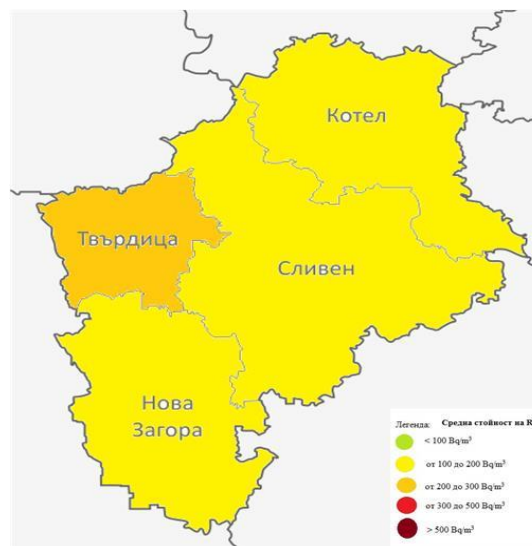 Котел
Твърдица
Сливен
Нова
Загора
Легенда: Средна стойност на R
< 100 Bq/m³
от 100 до 200 Bq/m³
от 200 до 300 Bq/m³
от 300 до 500 Bq/m³
> 500 Bq/m³